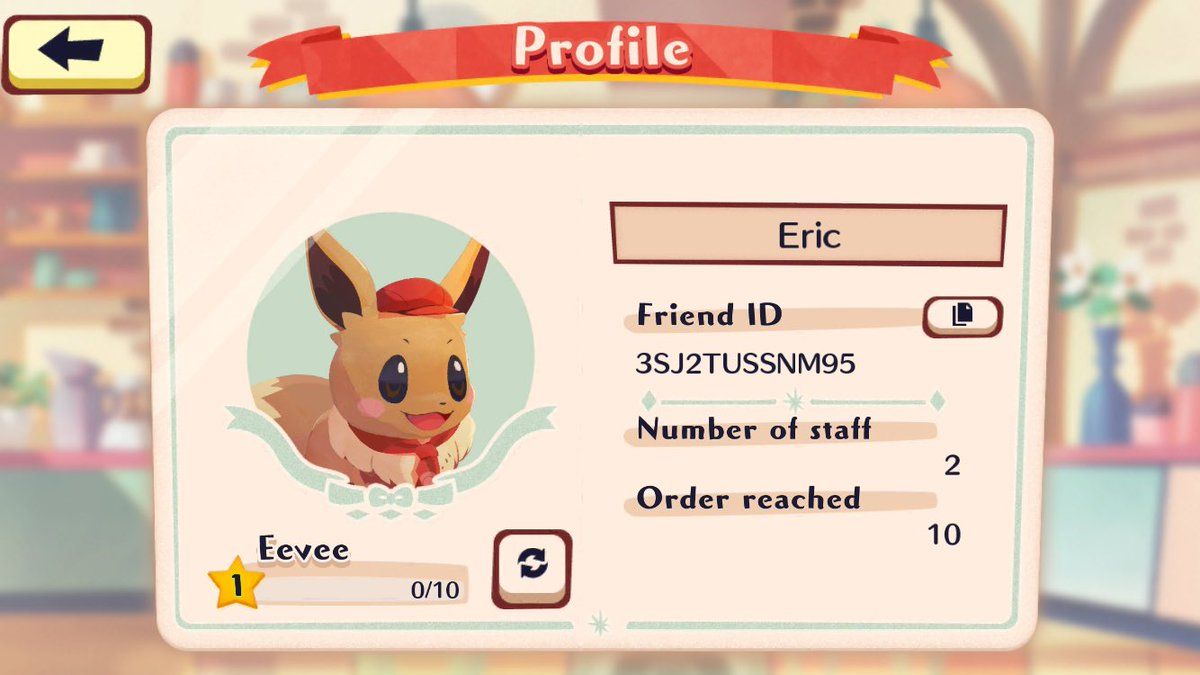 Profile
Eric
Friend ID
3SJ2TUSSNM95
Number of staff
2
Order reached
10
Eevee
1
0/10